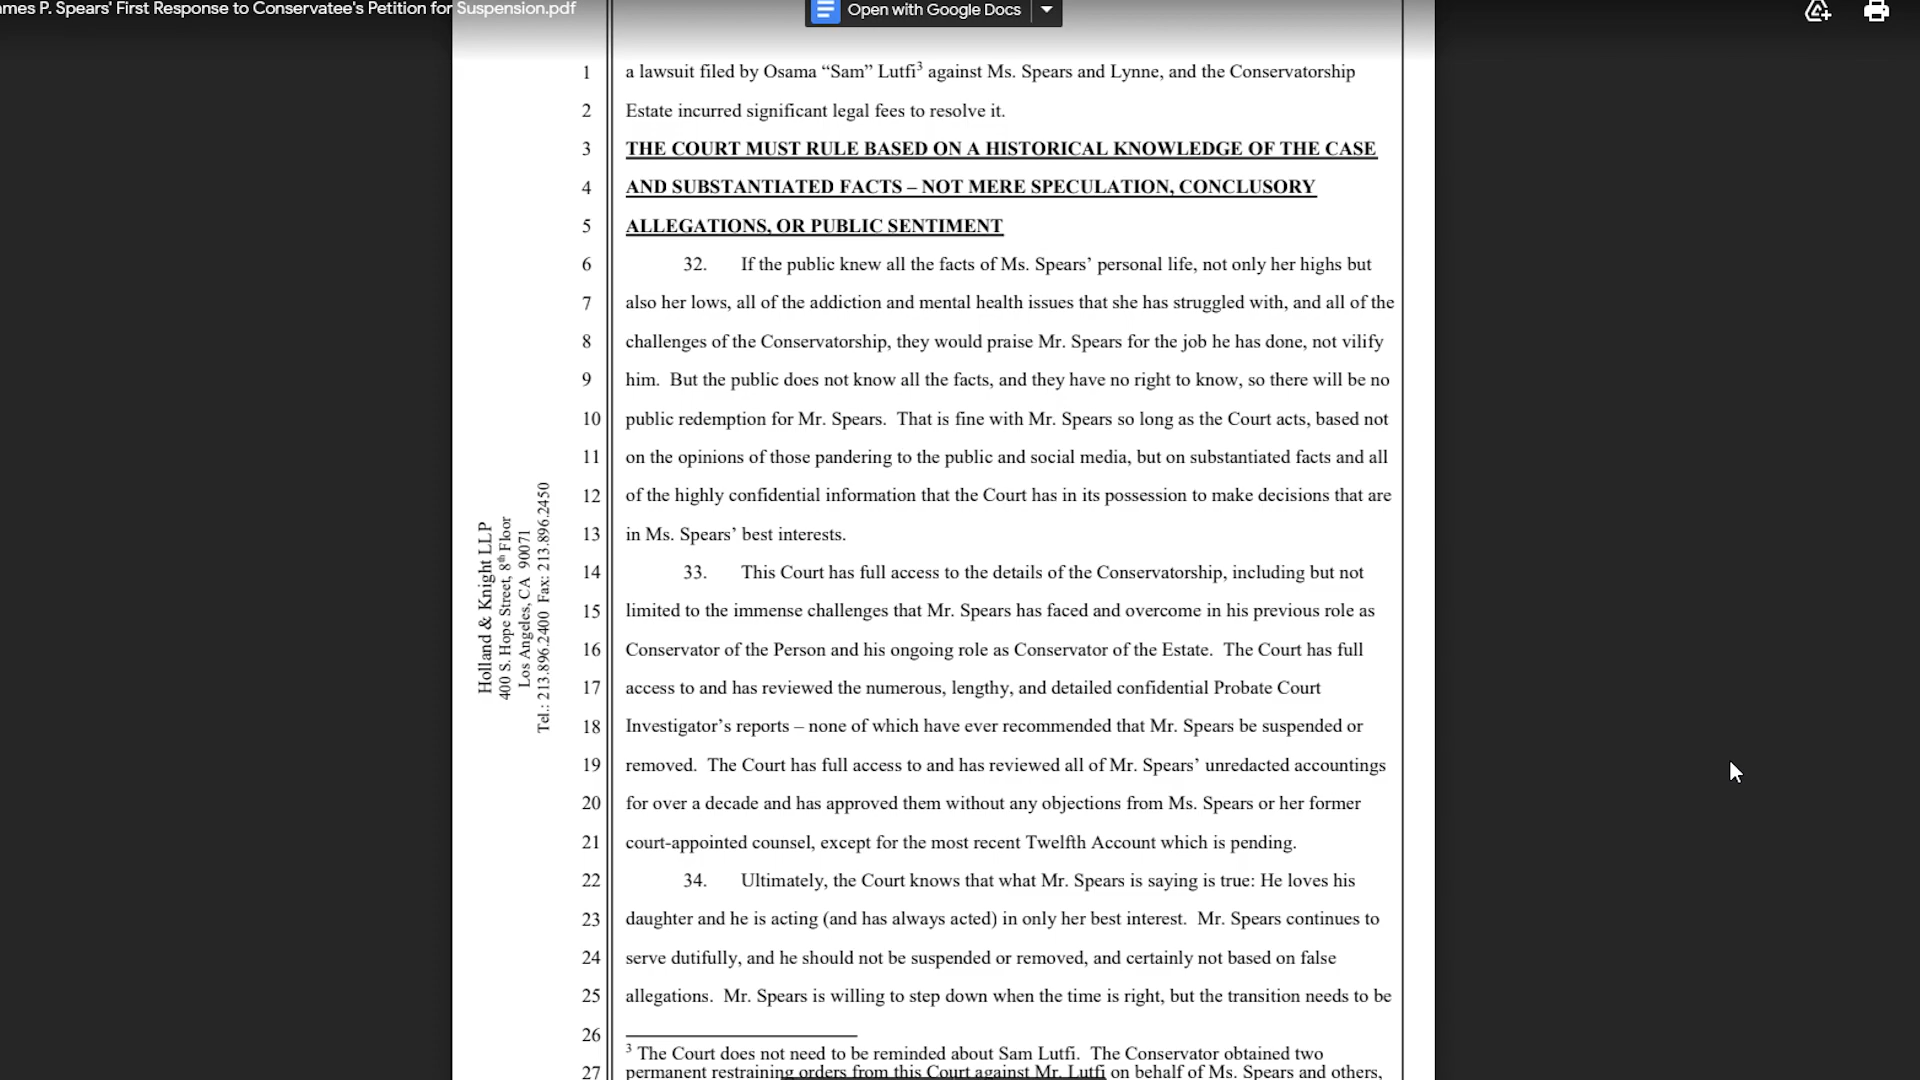 mes P. Spears' First Response to Conservatee's Petition for Suspension.pdf
Open with Google Docs
1 a lawsuit filed by Osama “Sam” Lutfi³ against Ms. Spears and Lynne, and the Conservatorship
2 Estate incurred significant legal fees to resolve it.
3 THE COURT MUST RULE BASED ON A HISTORICAL KNOWLEDGE OF THE CASE
4 AND SUBSTANTIATED FACTS – NOT MERE SPECULATION, CONCLUSORY
5 ALLEGATIONS, OR PUBLIC SENTIMENT
6 32. If the public knew all the facts of Ms. Spears’ personal life, not only her highs but
7 also her lows, all of the addiction and mental health issues that she has struggled with, and all of the
8 challenges of the Conservatorship, they would praise Mr. Spears for the job he has done, not vilify
9 him. But the public does not know all the facts, and they have no right to know, so there will be no
10 public redemption for Mr. Spears. That is fine with Mr. Spears so long as the Court acts, based not
11 on the opinions of those pandering to the public and social media, but on substantiated facts and all
12 of the highly confidential information that the Court has in its possession to make decisions that are
13 in Ms. Spears’ best interests.
14 33. This Court has full access to the details of the Conservatorship, including but not
15 limited to the immense challenges that Mr. Spears has faced and overcome in his previous role as
16 Conservator of the Person and his ongoing role as Conservator of the Estate. The Court has full
17 access to and has reviewed the numerous, lengthy, and detailed confidential Probate Court
18 Investigator’s reports – none of which have ever recommended that Mr. Spears be suspended or
19 removed. The Court has full access to and has reviewed all of Mr. Spears’ unredacted accountings
20 for over a decade and has approved them without any objections from Ms. Spears or her former
21 court-appointed counsel, except for the most recent Twelfth Account which is pending.
22 34. Ultimately, the Court knows that what Mr. Spears is saying is true: He loves his
23 daughter and he is acting (and has always acted) in only her best interest. Mr. Spears continues to
24 serve dutifully, and he should not be suspended or removed, and certainly not based on false
25 allegations. Mr. Spears is willing to step down when the time is right, but the transition needs to be
26
³ The Court does not need to be reminded about Sam Lutfi. The Conservator obtained two
27 permanent restraining orders from this Court against Mr. Lutfi on behalf of Ms. Spears and others,
Holland & Knight LLP
400 S. Hope Street, 8th Floor
Los Angeles, CA 90071
Tel.: 213.896.2400 Fax: 213.896.2450